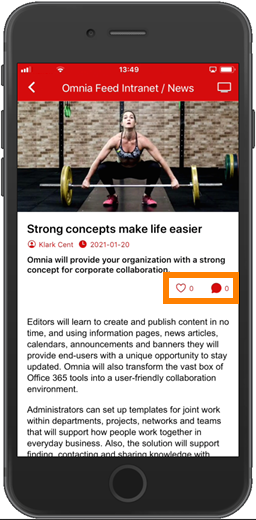 13:49
Omnia Feed Intranet / News
Strong concepts make life easier
Klark Cent 2021-01-20
Omnia will provide your organization with a strong
concept for corporate collaboration.
0 0
Editors will learn to create and publish content in no
time, and using information pages, news articles,
calendars, announcements and banners they will
provide end-users with a unique opportunity to stay
updated. Omnia will also transform the vast box of
Office 365 tools into a user-friendly collaboration
environment.
Administrators can set up templates for joint work
within departments, projects, networks and teams
that will support how people work together in
everyday business. Also, the solution will support
finding, contacting and sharing knowledge with